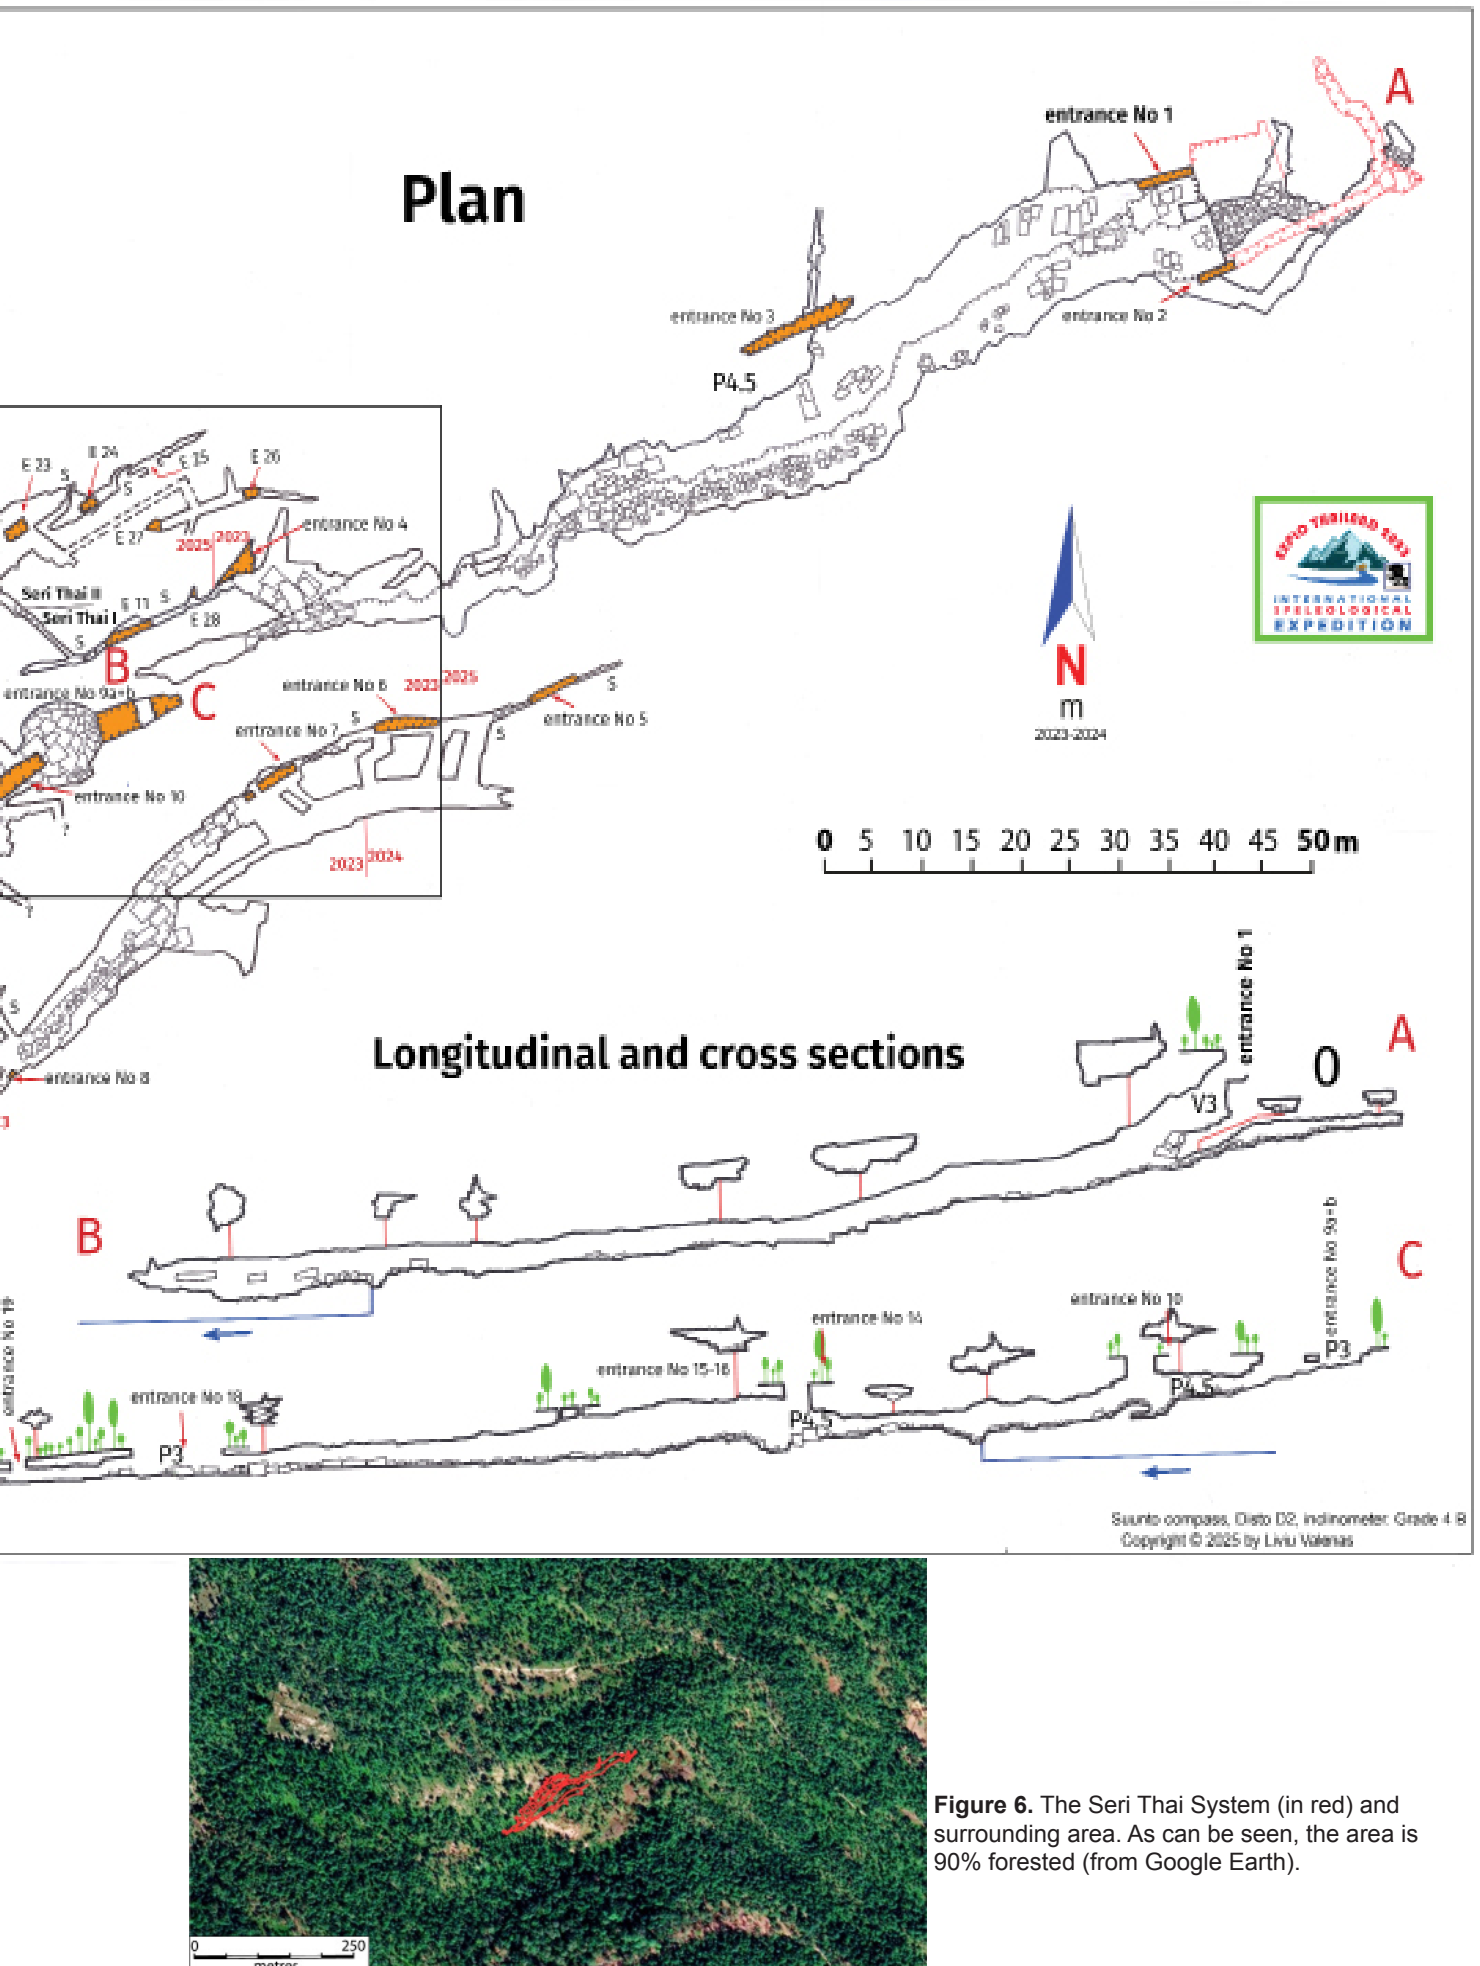 A
entrance No 1
Plan
entrance No 3
entrance No 2
P4.5
E 23
S
E 24
E 25
S
E 26
E 27
2025
2023
entrance No 4
EXPLO THAILAND 2023
INTERNATIONAL
SPELEOLOGICAL
EXPEDITION
Seri Thai II
Seri Thai I
E 11
S
E 28
S
B
entrance No 9a+b
C
entrance No 6
2023
2025
S
entrance No 5
entrance No 7
S
S
N
m
2023-2024
entrance No 10
?
0 5 10 15 20 25 30 35 40 45 50 m
2023
2024
?
S
entrance No 8
entrance No 1
Longitudinal and cross sections
A
0
V3
B
entrance No 9a+b
C
entrance No 19
entrance No 14
entrance No 10
entrance No 15-16
P3
P4.5
entrance No 18
P4.5
P3
Suunto compass, Disto D2, inclinometer. Grade 4 B
Copyright © 2025 by Liviu Valenas
Figure 6. The Seri Thai System (in red) and
surrounding area. As can be seen, the area is
90% forested (from Google Earth).
0 250
metres